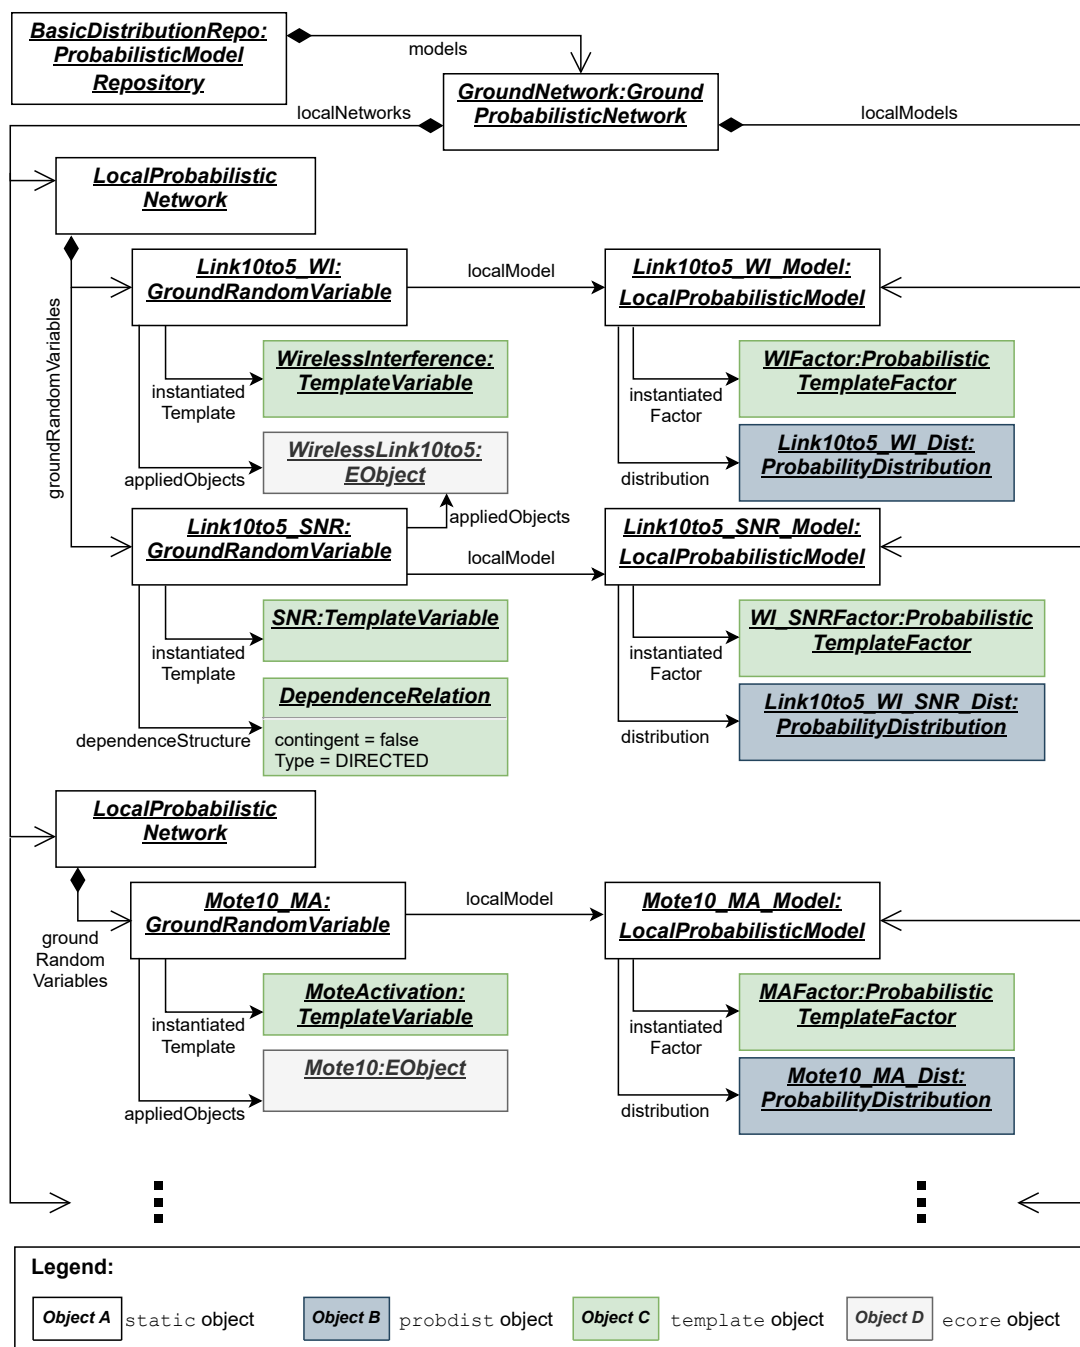 BasicDistributionRepo:
ProbabilisticModel
Repository
models
GroundNetwork:Ground
ProbabilisticNetwork
localNetworks
localModels
LocalProbabilistic
Network
groundRandomVariables
Link10to5_WI:
GroundRandomVariable
localModel
Link10to5_WI_Model:
LocalProbabilisticModel
WirelessInterference:
TemplateVariable
instantiated
Template
WIFactor:Probabilistic
TemplateFactor
instantiated
Factor
WirelessLink10to5:
EObject
appliedObjects
Link10to5_WI_Dist:
ProbabilityDistribution
distribution
appliedObjects
Link10to5_SNR:
GroundRandomVariable
localModel
Link10to5_SNR_Model:
LocalProbabilisticModel
SNR:TemplateVariable
instantiated
Template
WI_SNRFactor:Probabilistic
TemplateFactor
instantiated
Factor
DependenceRelation
contingent = false
Type = DIRECTED
dependenceStructure
Link10to5_WI_SNR_Dist:
ProbabilityDistribution
distribution
LocalProbabilistic
Network
ground
Random
Variables
Mote10_MA:
GroundRandomVariable
localModel
Mote10_MA_Model:
LocalProbabilisticModel
MoteActivation:
TemplateVariable
instantiated
Template
MAFactor:Probabilistic
TemplateFactor
instantiated
Factor
Mote10:EObject
appliedObjects
Mote10_MA_Dist:
ProbabilityDistribution
distribution
Legend:
Object A static object
Object B probdist object
Object C template object
Object D ecore object